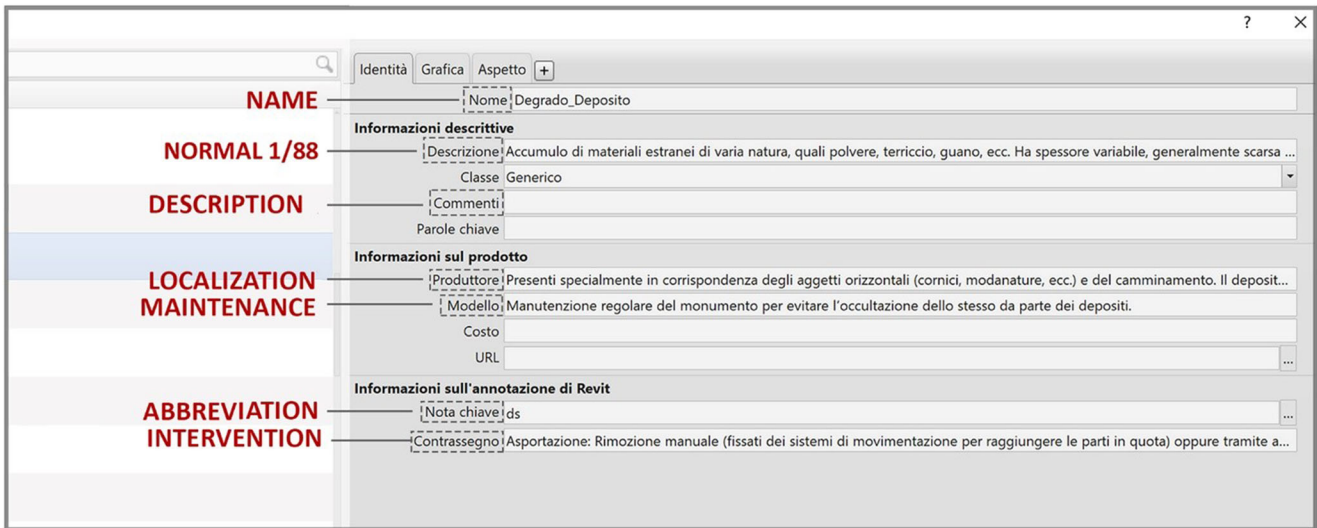 ? ×
Identità Grafica Aspetto +
NAME Nome Degrado_Deposito
Informazioni descrittive
NORMAL 1/88 Descrizione Accumulo di materiali estranei di varia natura, quali polvere, terriccio, guano, ecc. Ha spessore variabile, generalmente scarsa ...
Classe Generico
DESCRIPTION Commenti
Parole chiave
Informazioni sul prodotto
LOCALIZATION Produttore Presenti specialmente in corrispondenza degli aggetti orizzontali (cornici, modanature, ecc.) e del camminamento. Il deposit...
MAINTENANCE Modello Manutenzione regolare del monumento per evitare l'occultazione dello stesso da parte dei depositi.
Costo
URL ...
Informazioni sull'annotazione di Revit
ABBREVIATION Nota chiave ds ...
INTERVENTION Contrassegno Asportazione: Rimozione manuale (fissati dei sistemi di movimentazione per raggiungere le parti in quota) oppure tramite a...